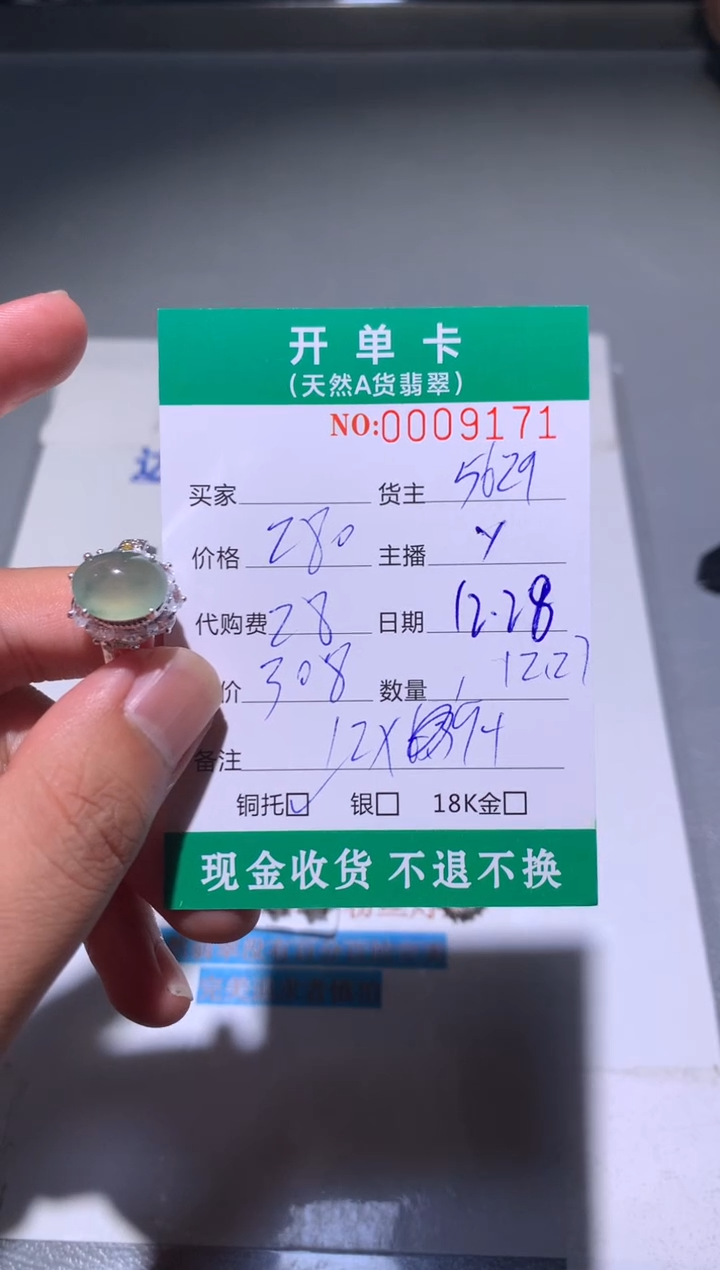 开单卡
(天然A货翡翠)
NO:0009171
买家 货主 5629
价格 280 主播 Y
代购费 28 日期 12.28
价 308 数量 1 12.27
备注 12X 94
铜托☑ 银□ 18K金□
现金收货 不退不换